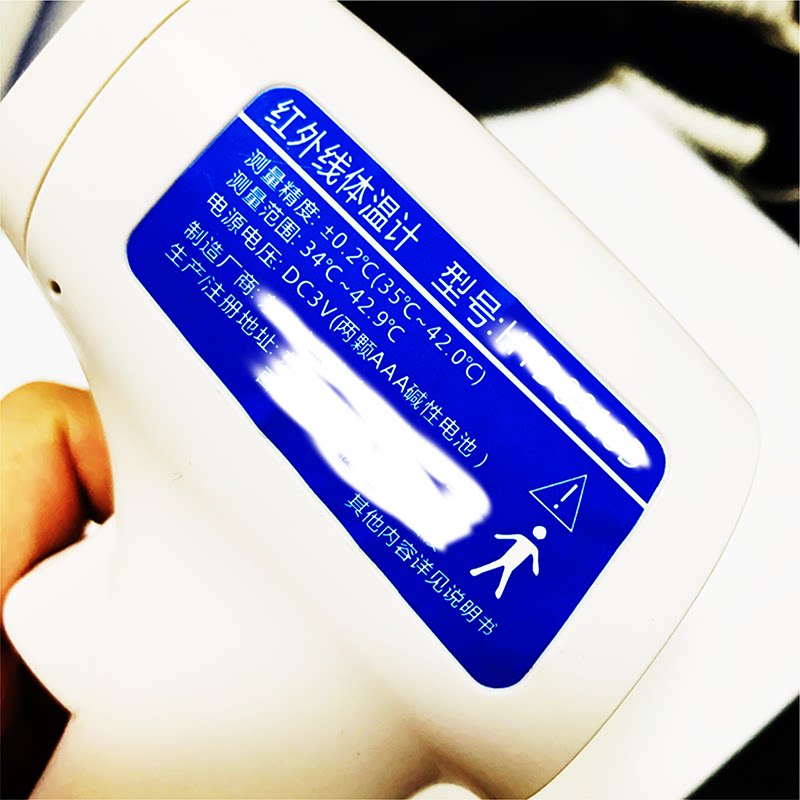 红外线体温计 型号:
测量精度: ±0.2℃(35℃~42.0℃)
测量范围: 34℃~42.9℃
电源电压: DC3V(两颗AAA碱性电池)
制造厂商:
生产/注册地址:
其他内容详见说明书